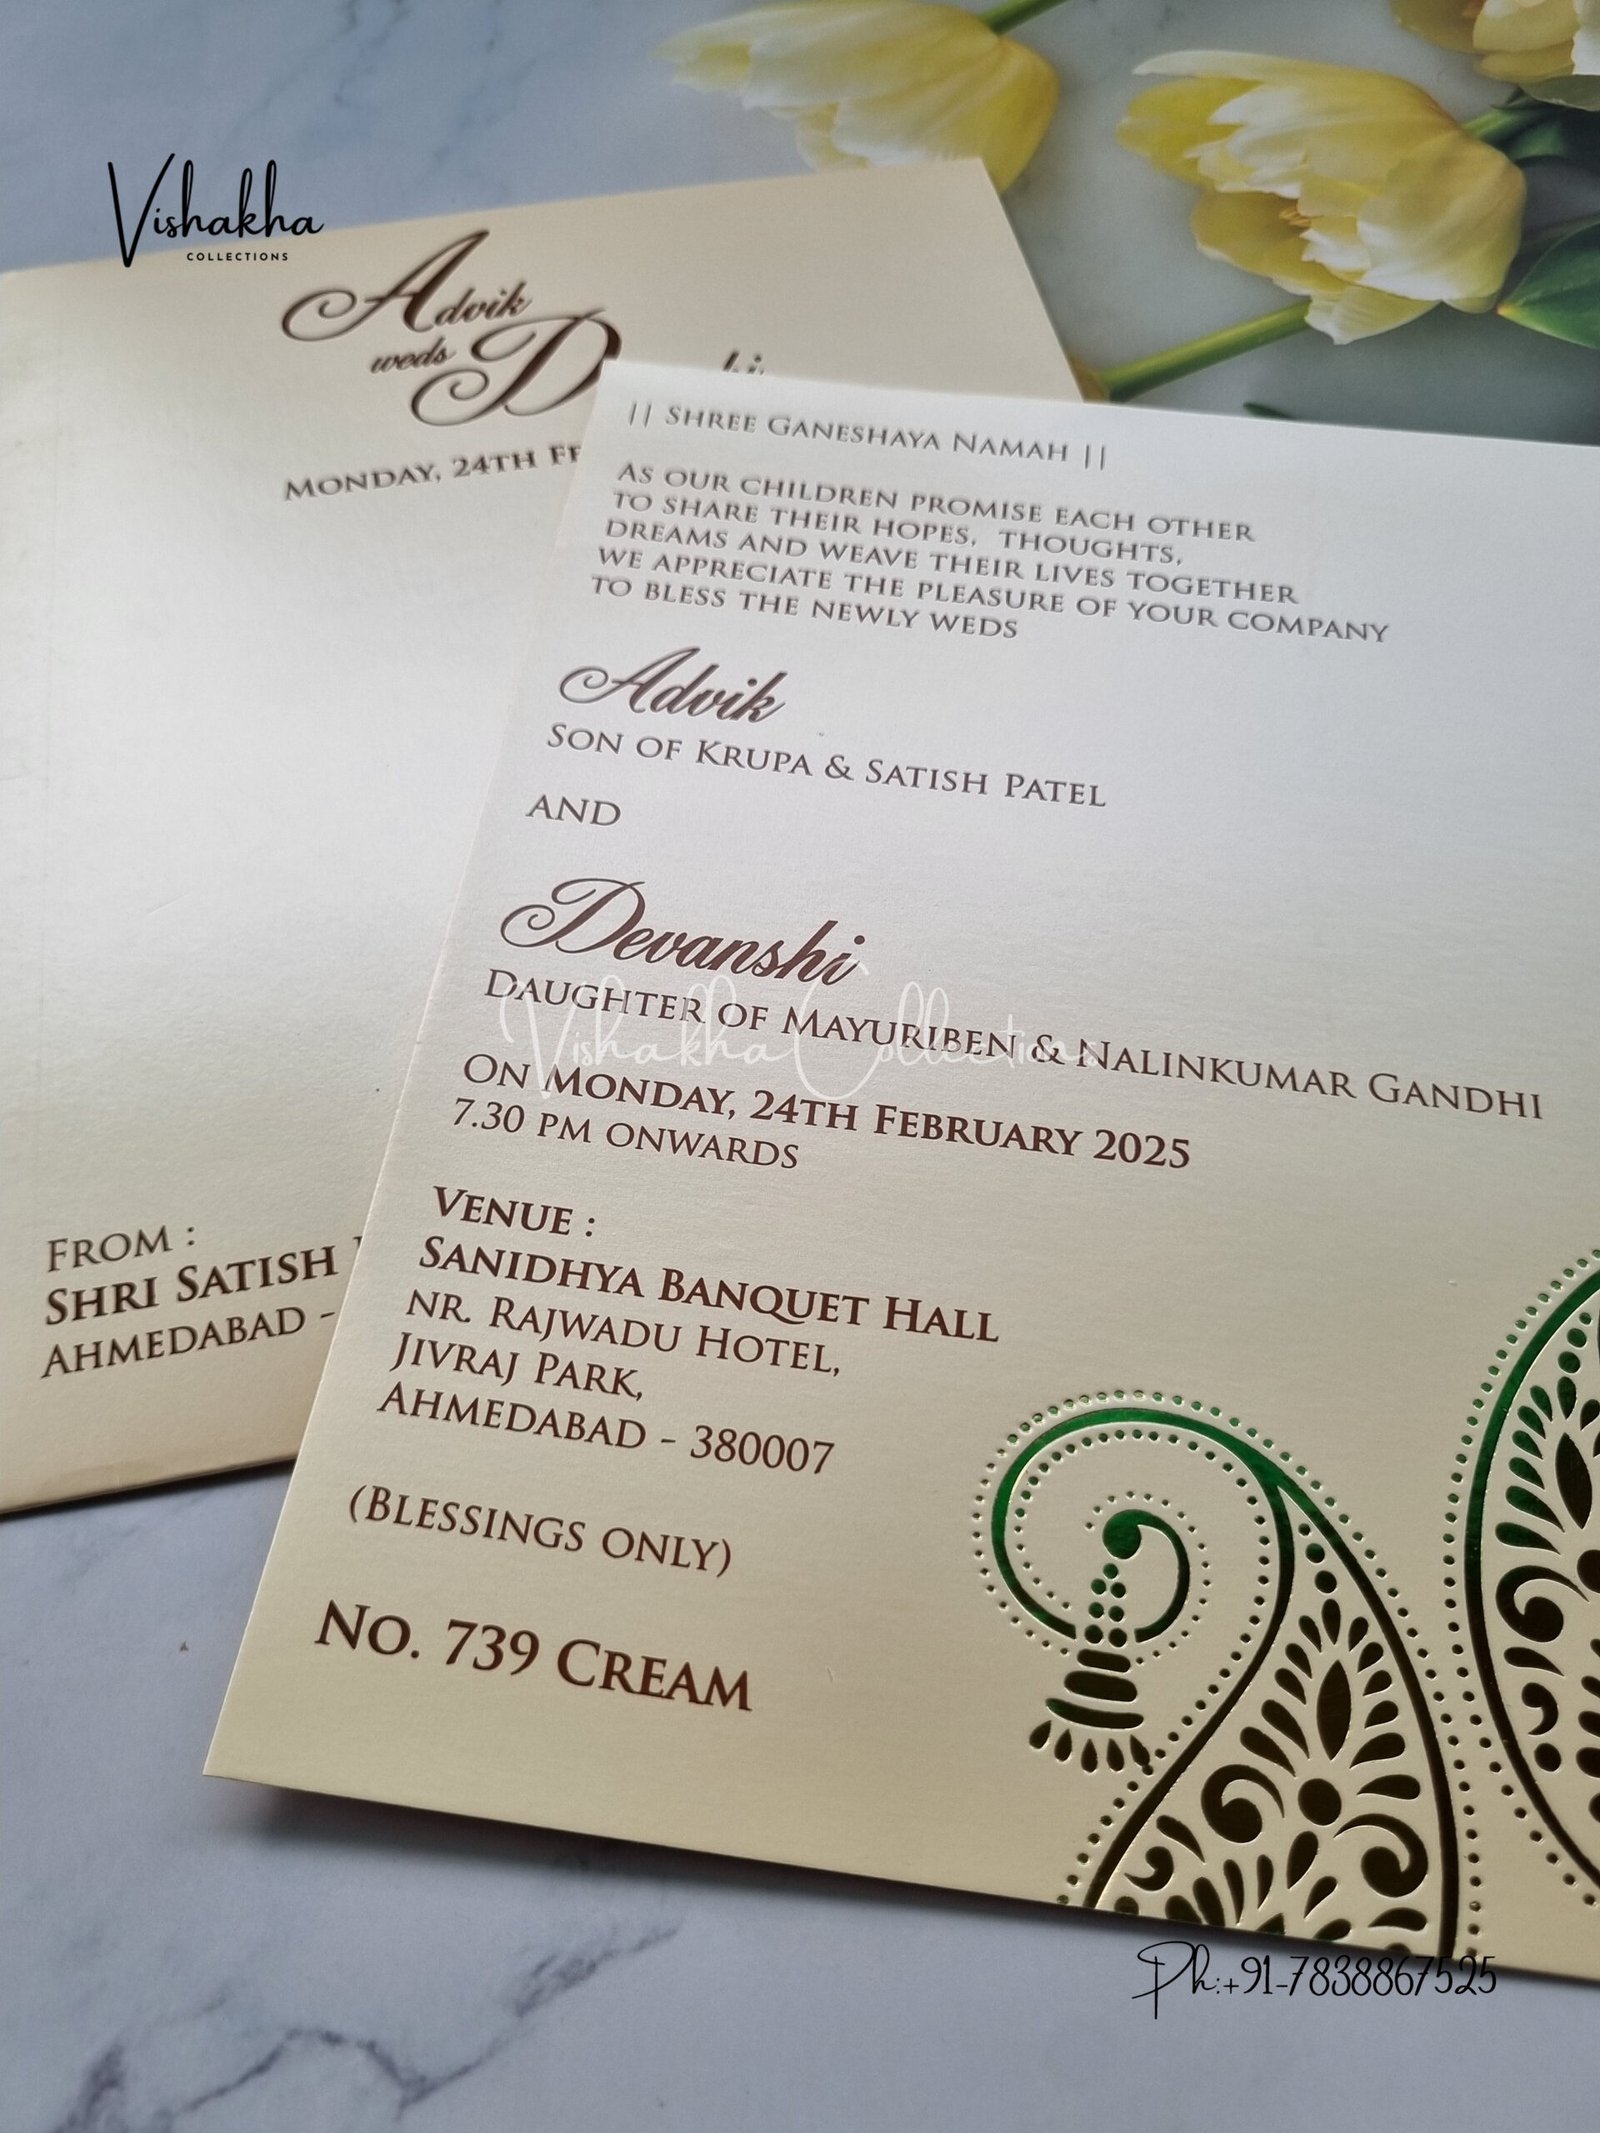 Vishakha
COLLECTIONS
Advik
weds
MONDAY, 24TH
FROM :
SHRI SATISH
AHMEDABAD -
|| SHREE GANESHAYA NAMAH ||
AS OUR CHILDREN PROMISE EACH OTHER
TO SHARE THEIR HOPES, THOUGHTS,
DREAMS AND WEAVE THEIR LIVES TOGETHER
WE APPRECIATE THE PLEASURE OF YOUR COMPANY
TO BLESS THE NEWLY WEDS
Advik
SON OF KRUPA & SATISH PATEL
AND
Devanshi
DAUGHTER OF MAYURIBEN & NALINKUMAR GANDHI
Vishakha Collections
ON MONDAY, 24TH FEBRUARY 2025
7.30 PM ONWARDS
VENUE :
SANIDHYA BANQUET HALL
NR. RAJWADU HOTEL,
JIVRAJ PARK,
AHMEDABAD - 380007
(BLESSINGS ONLY)
NO. 739 CREAM
Ph:+91-7838867525